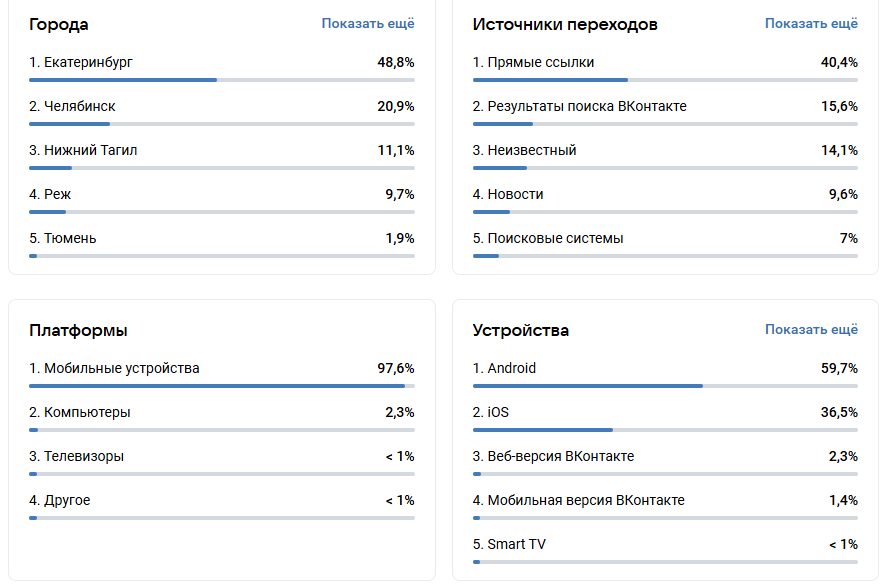 Города Показать ещё
1. Екатеринбург 48,8%
2. Челябинск 20,9%
3. Нижний Тагил 11,1%
4. Реж 9,7%
5. Тюмень 1,9%
Источники переходов Показать ещё
1. Прямые ссылки 40,4%
2. Результаты поиска ВКонтакте 15,6%
3. Неизвестный 14,1%
4. Новости 9,6%
5. Поисковые системы 7%
Платформы
1. Мобильные устройства 97,6%
2. Компьютеры 2,3%
3. Телевизоры < 1%
4. Другое < 1%
Устройства Показать ещё
1. Android 59,7%
2. iOS 36,5%
3. Веб-версия ВКонтакте 2,3%
4. Мобильная версия ВКонтакте 1,4%
5. Smart TV < 1%